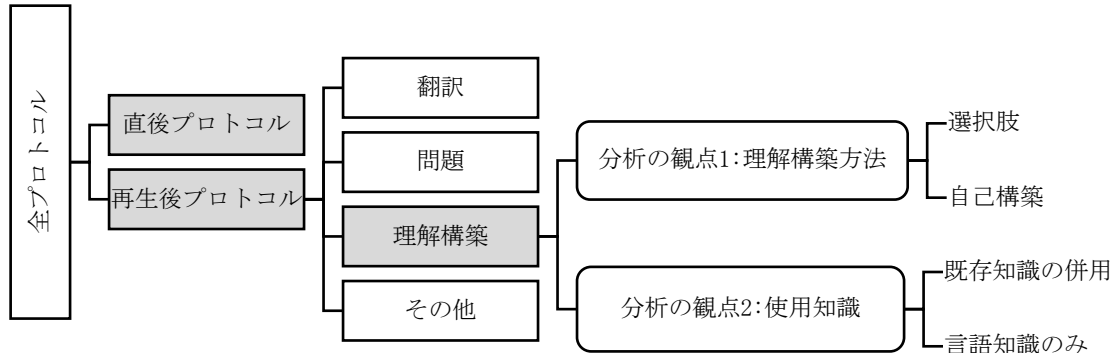 全プロトコル
直後プロトコル
再生後プロトコル
翻訳
問題
理解構築
その他
分析の観点1:理解構築方法
選択肢
自己構築
分析の観点2:使用知識
既存知識の併用
言語知識のみ